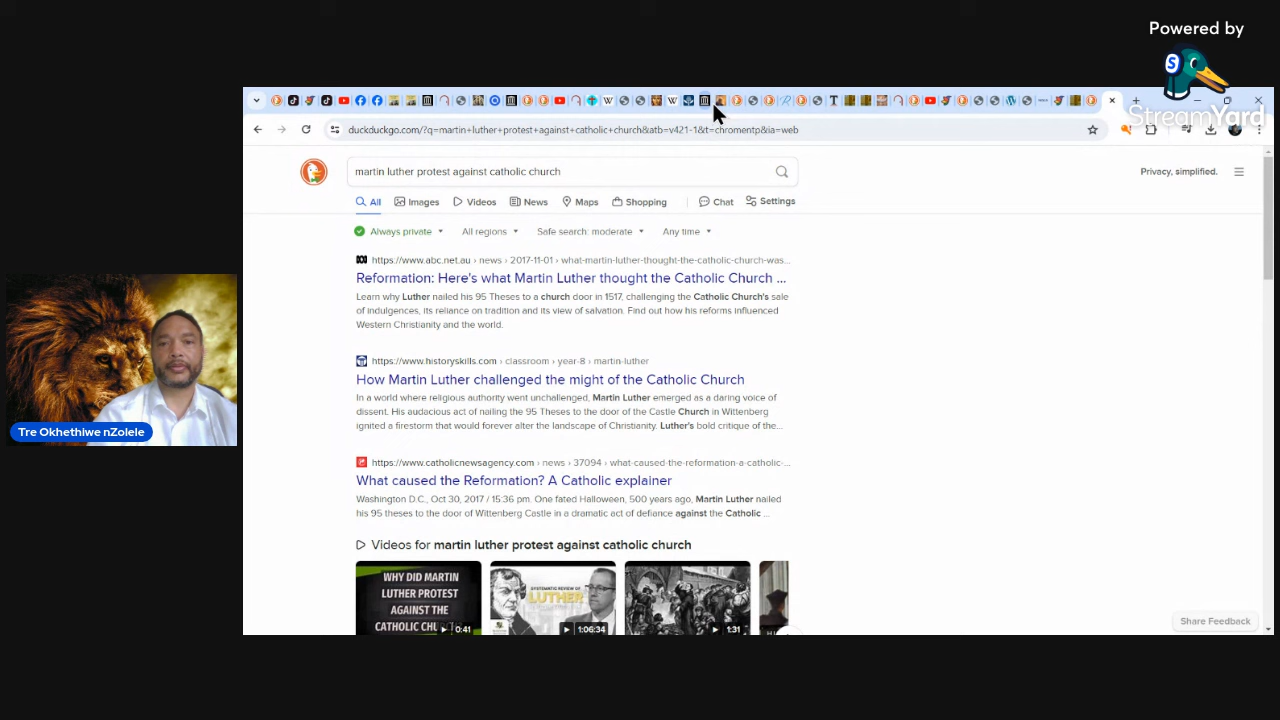 Powered by
StreamYard
duckduckgo.com/?q=martin+luther+protest+against+catholic+church&atb=v421-1&t=chromentp&ia=web
martin luther protest against catholic church
Privacy, simplified.
All Images Videos News Maps Shopping Chat Settings
Always private All regions Safe search: moderate Any time
https://www.abc.net.au › news › 2017-11-01 › what-martin-luther-thought-the-catholic-church-was...
Reformation: Here's what Martin Luther thought the Catholic Church ...
Learn why Luther nailed his 95 Theses to a church door in 1517, challenging the Catholic Church's sale
of indulgences, its reliance on tradition and its view of salvation. Find out how his reforms influenced
Western Christianity and the world.
https://www.historyskills.com › classroom › year-8 › martin-luther
How Martin Luther challenged the might of the Catholic Church
In a world where religious authority went unchallenged, Martin Luther emerged as a daring voice of
dissent. His audacious act of nailing the 95 Theses to the door of the Castle Church in Wittenberg
ignited a firestorm that would forever alter the landscape of Christianity. Luther's bold critique of the...
Tre Okhethiwe nZolele
https://www.catholicnewsagency.com › news › 37094 › what-caused-the-reformation-a-catholic-...
What caused the Reformation? A Catholic explainer
Washington D.C., Oct 30, 2017 / 15:36 pm. One fated Halloween, 500 years ago, Martin Luther nailed
his 95 theses to the door of Wittenberg Castle in a dramatic act of defiance against the Catholic ...
Videos for martin luther protest against catholic church
WHY DID MARTIN
LUTHER PROTEST
AGAINST THE
CATHOLIC
0:41
SYSTEMATIC REVIEW OF
LUTHER
1:06:34
1:31
Share Feedback